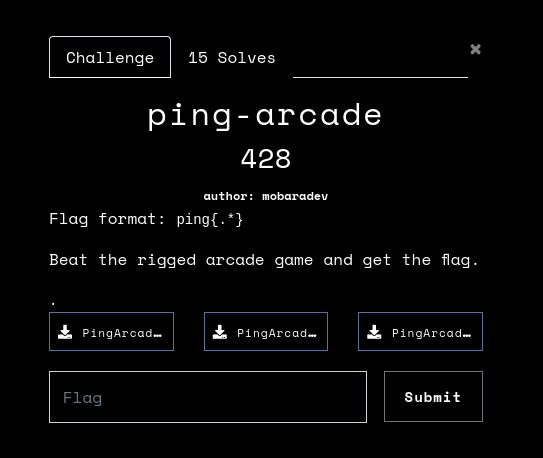 Challenge 15 Solves ×
ping-arcade
428
author: mobaradev
Flag format: ping{.*}
Beat the rigged arcade game and get the flag.
.
PingArcad… PingArcad… PingArcad…
Flag Submit